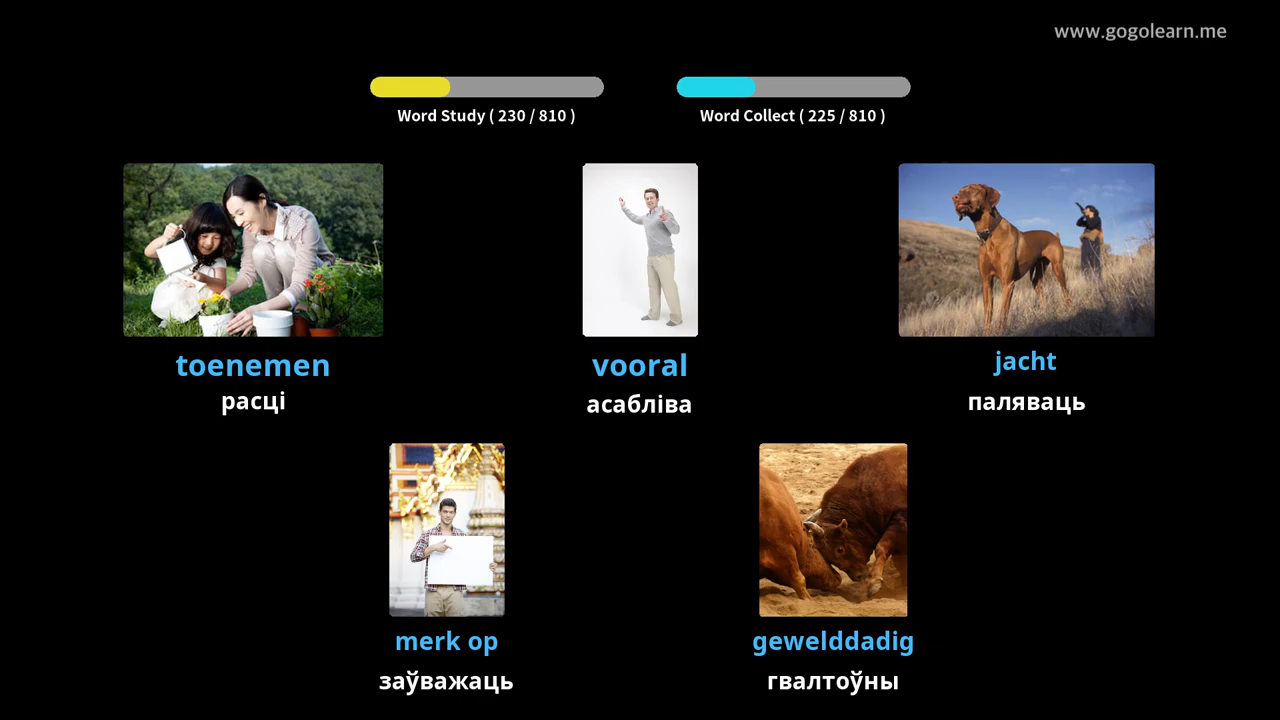 www.gogolearn.me
Word Study ( 230 / 810 )
Word Collect ( 225 / 810 )
toenemen
расці
vooral
асабліва
jacht
паляваць
merk op
заўважаць
gewelddadig
гвалтоўны